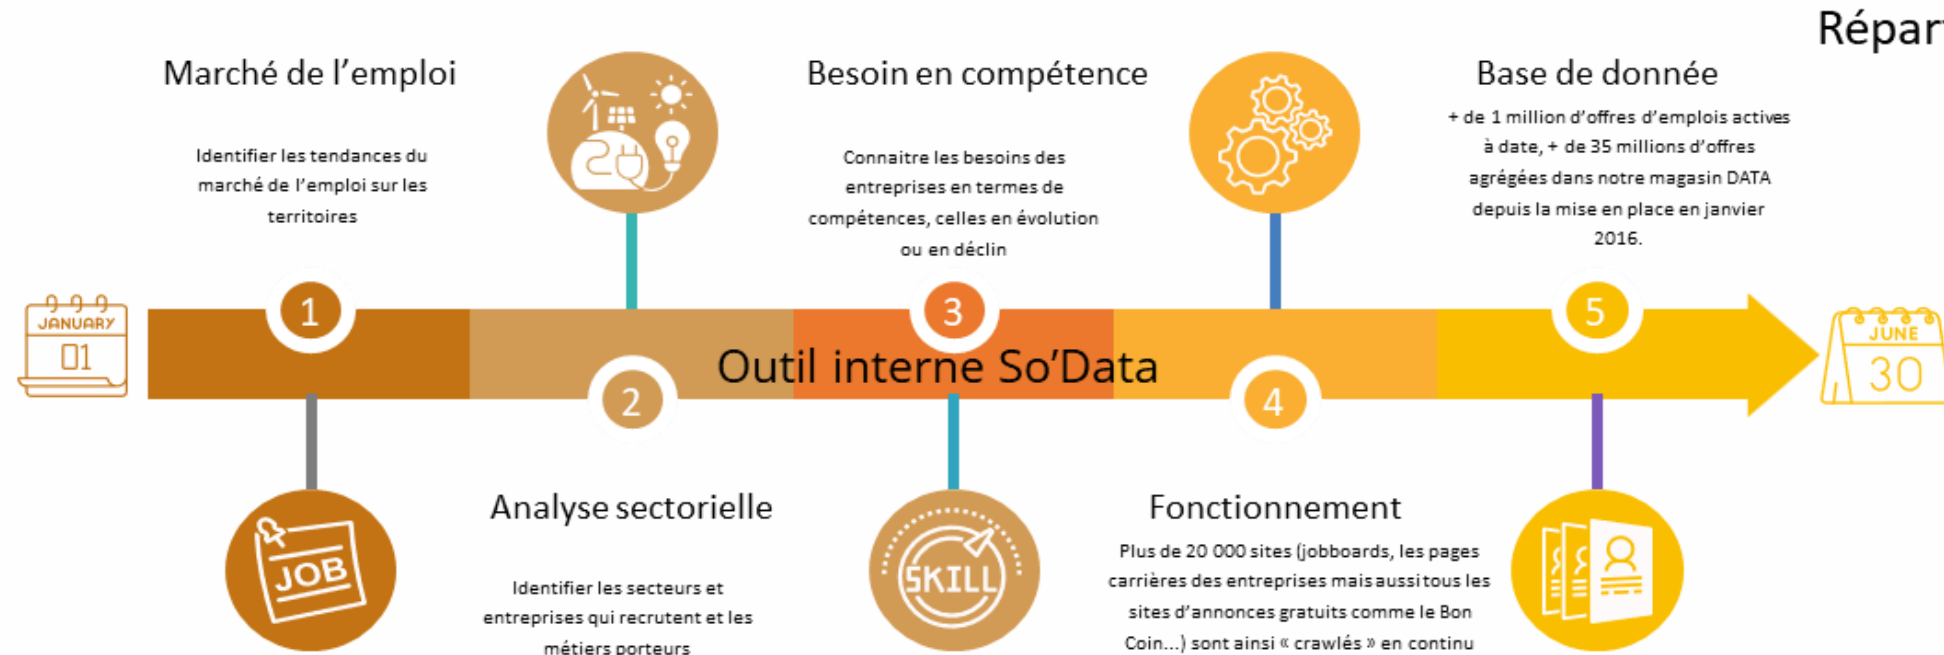 Répar
Marché de l’emploi
Identifier les tendances du
marché de l’emploi sur les
territoires
Besoin en compétence
Connaitre les besoins des
entreprises en termes de
compétences, celles en évolution
ou en déclin
Base de donnée
+ de 1 million d’offres d’emplois actives
à date, + de 35 millions d’offres
agrégées dans notre magasin DATA
depuis la mise en place en janvier
2016.
JANUARY
01
1
2
3
4
5
Outil interne So’Data
JUNE
30
JOB
Analyse sectorielle
Identifier les secteurs et
entreprises qui recrutent et les
métiers porteurs
SKILL
Fonctionnement
Plus de 20 000 sites (jobboards, les pages
carrières des entreprises mais aussi tous les
sites d’annonces gratuits comme le Bon
Coin...) sont ainsi « crawlés » en continu